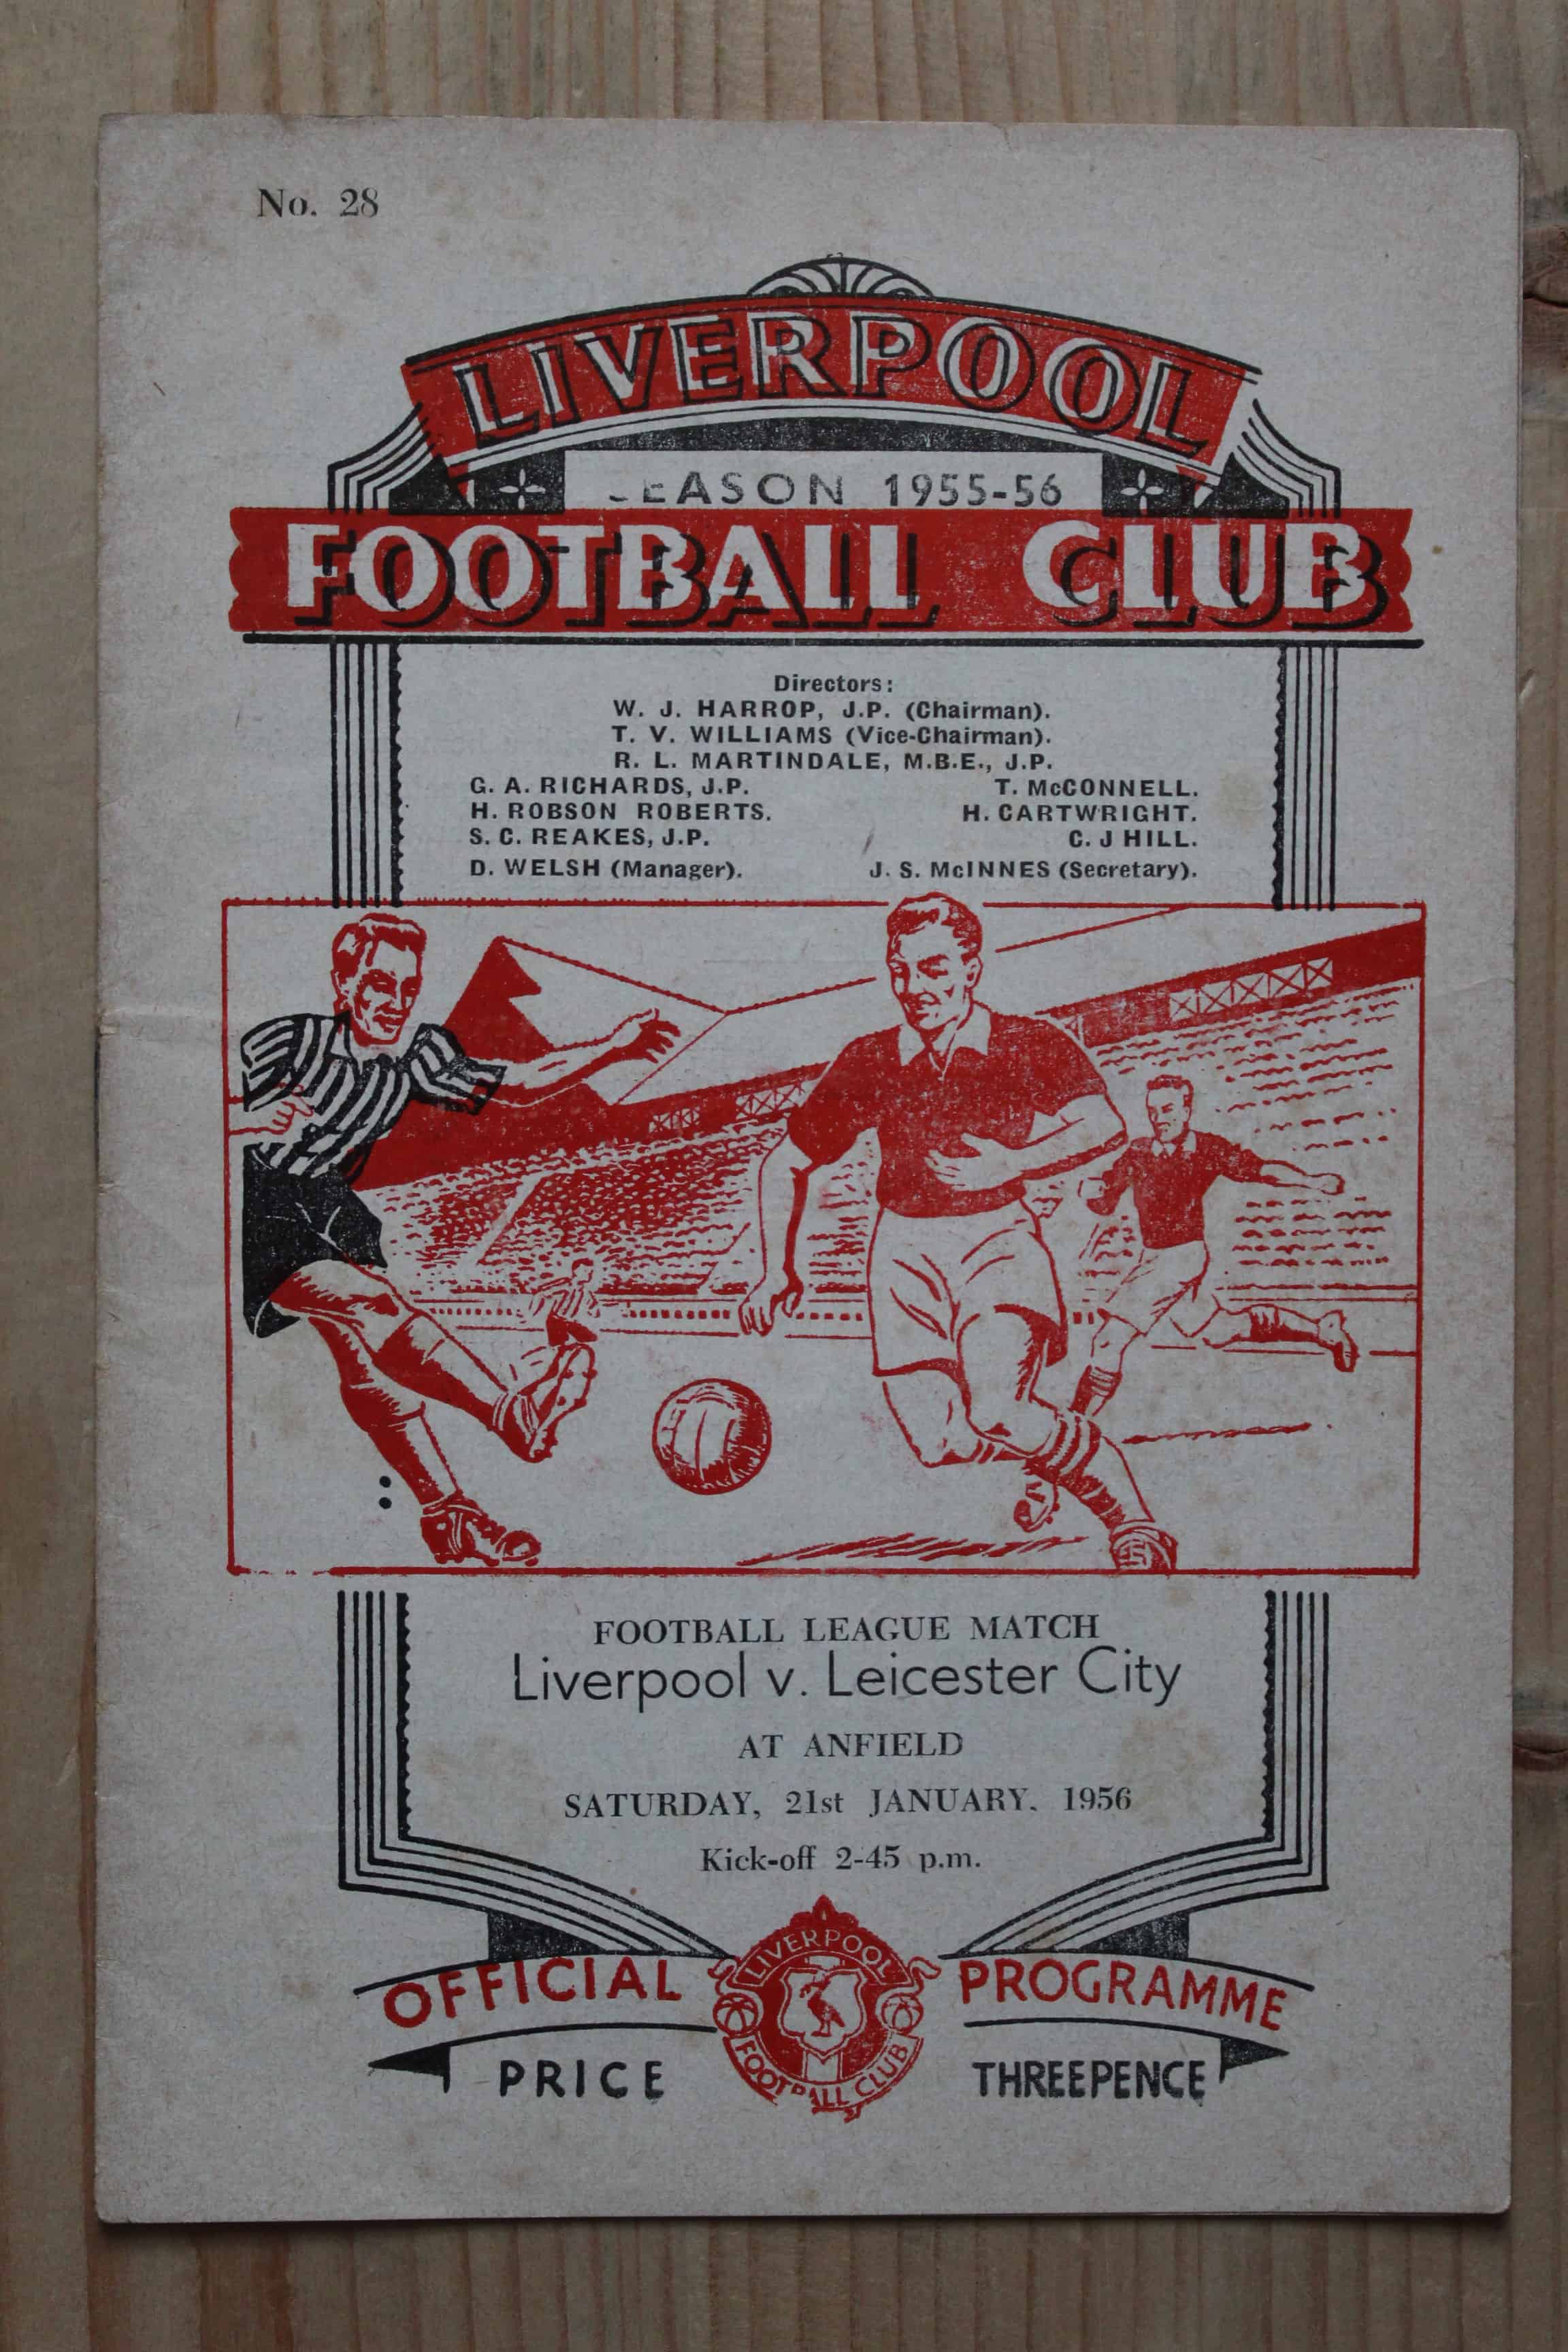 No. 28
LIVERPOOL
SEASON 1955-56
FOOTBALL CLUB
Directors:
W. J. HARROP, J.P. (Chairman).
T. V. WILLIAMS (Vice-Chairman).
R. L. MARTINDALE, M.B.E., J.P.
G. A. RICHARDS, J.P. T. McCONNELL.
H. ROBSON ROBERTS. H. CARTWRIGHT.
S. C. REAKES, J.P. C. J HILL.
D. WELSH (Manager). J. S. McINNES (Secretary).
FOOTBALL LEAGUE MATCH
Liverpool v. Leicester City
AT ANFIELD
SATURDAY, 21st JANUARY. 1956
Kick-off 2-45 p.m.
OFFICIAL PROGRAMME
LIVERPOOL
FOOTBALL CLUB
PRICE THREEPENCE